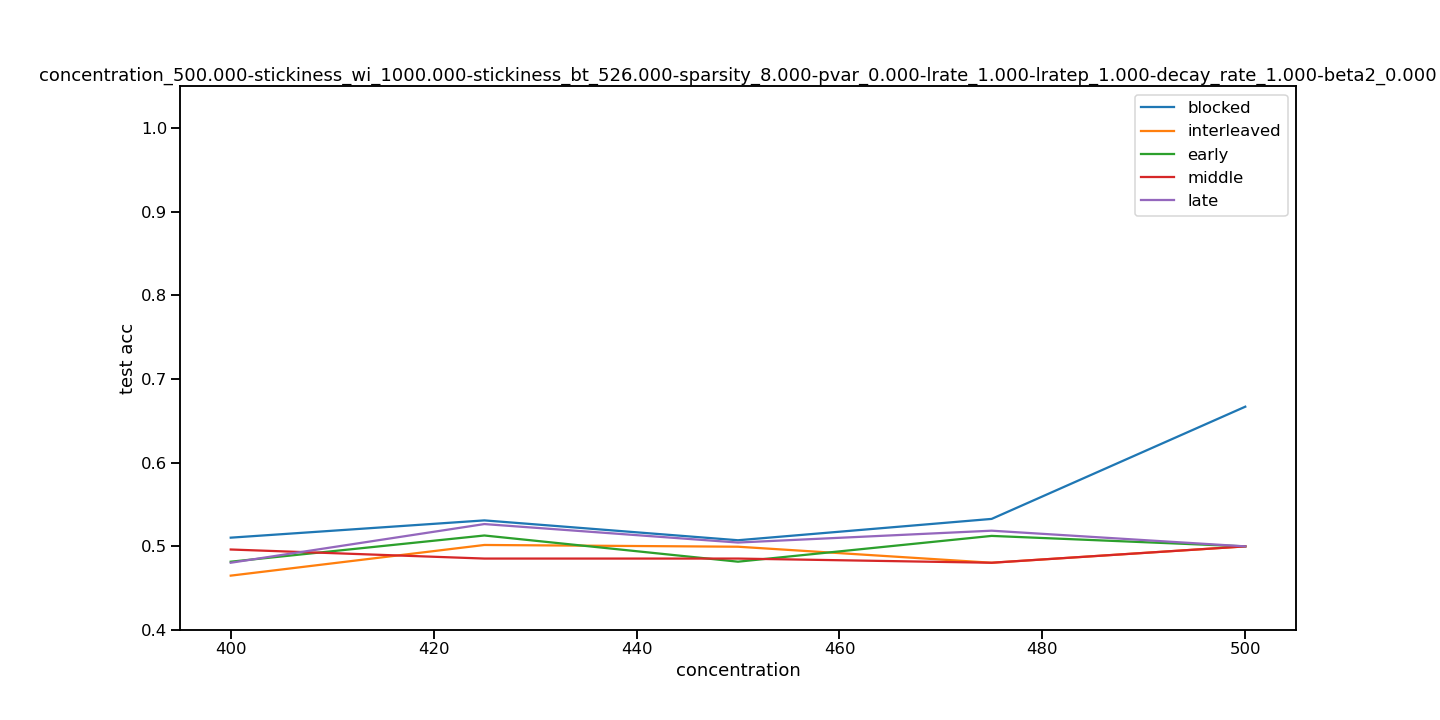 concentration_500.000-stickiness_wi_1000.000-stickiness_bt_526.000-sparsity_8.000-pvar_0.000-lrate_1.000-lratep_1.000-decay_rate_1.000-beta2_0.000
blocked
interleaved
early
middle
late
1.0
0.9
0.8
0.7
0.6
0.5
0.4
test acc
400 420 440 460 480 500
concentration